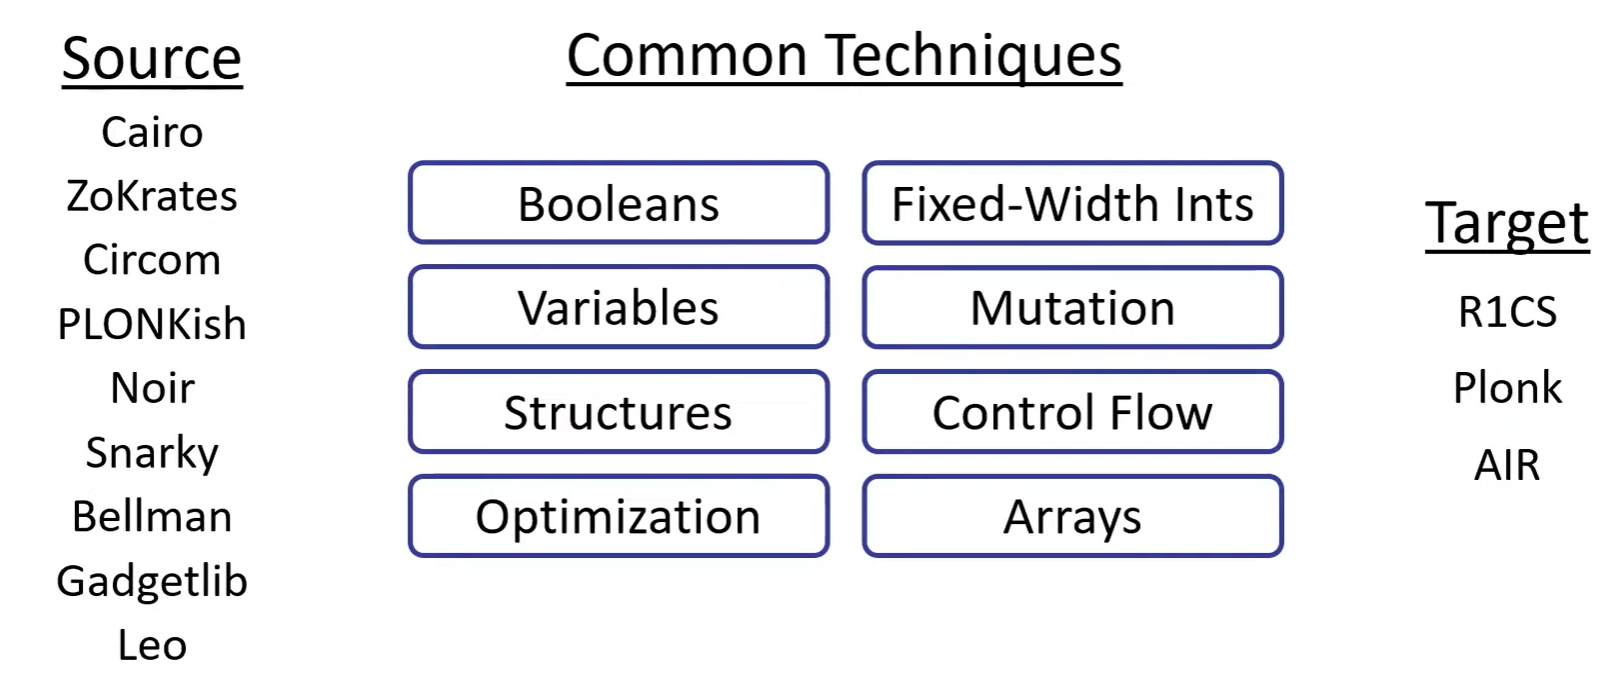 Source
Cairo
ZoKrates
Circom
PLONKish
Noir
Snarky
Bellman
Gadgetlib
Leo
Common Techniques
Booleans
Fixed-Width Ints
Variables
Mutation
Structures
Control Flow
Optimization
Arrays
Target
R1CS
Plonk
AIR